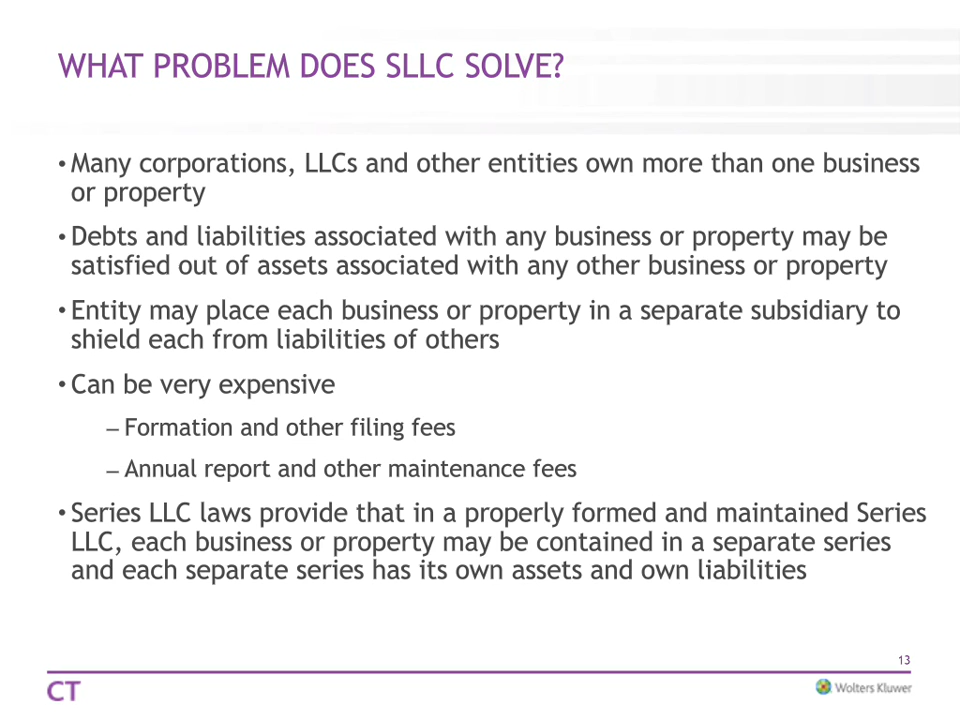 WHAT PROBLEM DOES SLLC SOLVE?
• Many corporations, LLCs and other entities own more than one business
or property
• Debts and liabilities associated with any business or property may be
satisfied out of assets associated with any other business or property
• Entity may place each business or property in a separate subsidiary to
shield each from liabilities of others
• Can be very expensive
– Formation and other filing fees
– Annual report and other maintenance fees
• Series LLC laws provide that in a properly formed and maintained Series
LLC, each business or property may be contained in a separate series
and each separate series has its own assets and own liabilities
13
CT
Wolters Kluwer